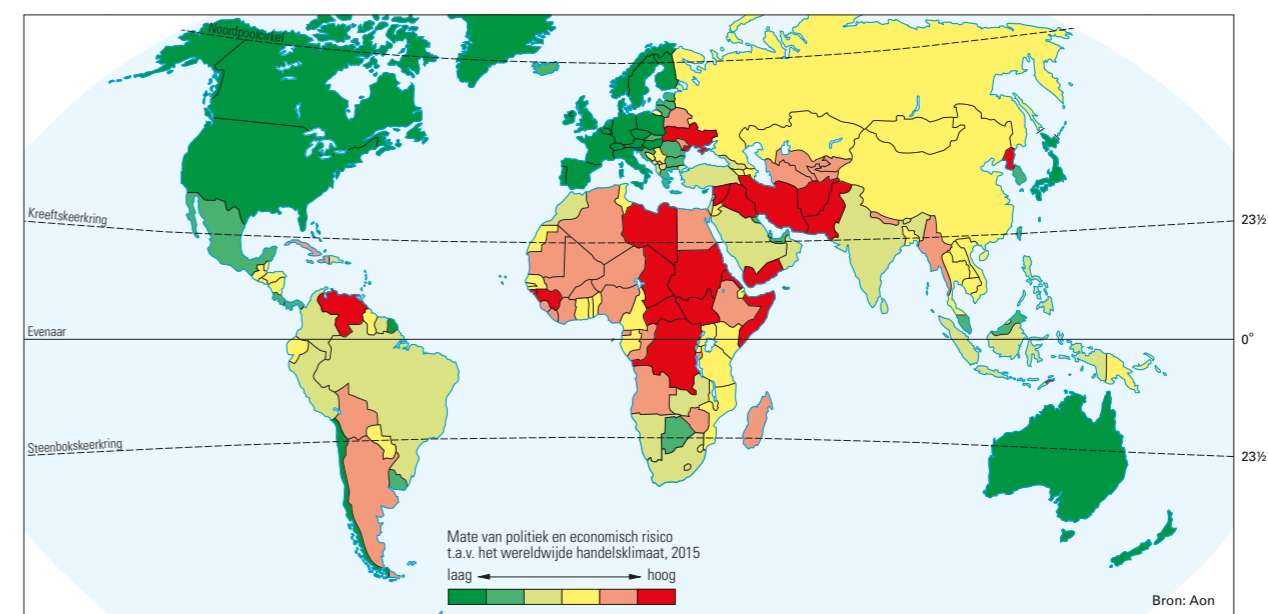 Noordpoolcirkel
Kreeftskeerkring
23½
Evenaar
0°
Steenbokskeerkring
23½
Mate van politiek en economisch risico
t.a.v. het wereldwijde handelsklimaat, 2015
laag hoog
Bron: Aon